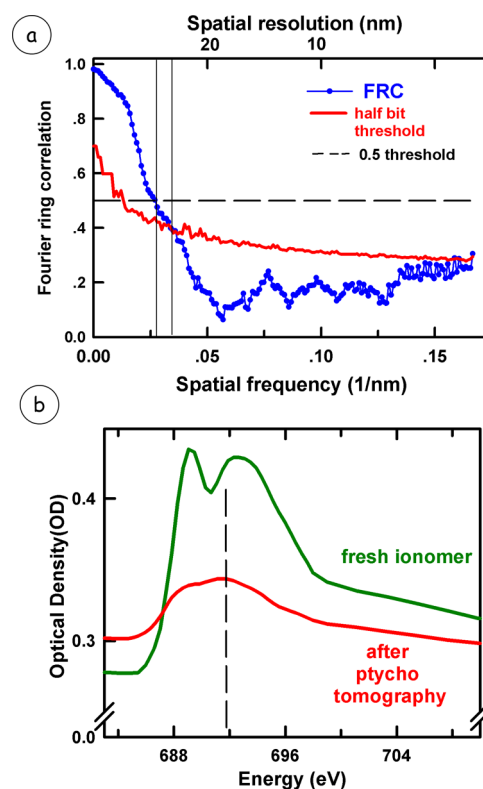 a
Spatial resolution (nm)
20 10
Fourier ring correlation
1.0
.8
.6
.4
.2
0.0
FRC
half bit
threshold
0.5 threshold
0.00 .05 0.10 .15
Spatial frequency (1/nm)
b
Optical Density(OD)
0.4
0.3
0.0
fresh ionomer
after
ptycho
tomography
688 696 704
Energy (eV)